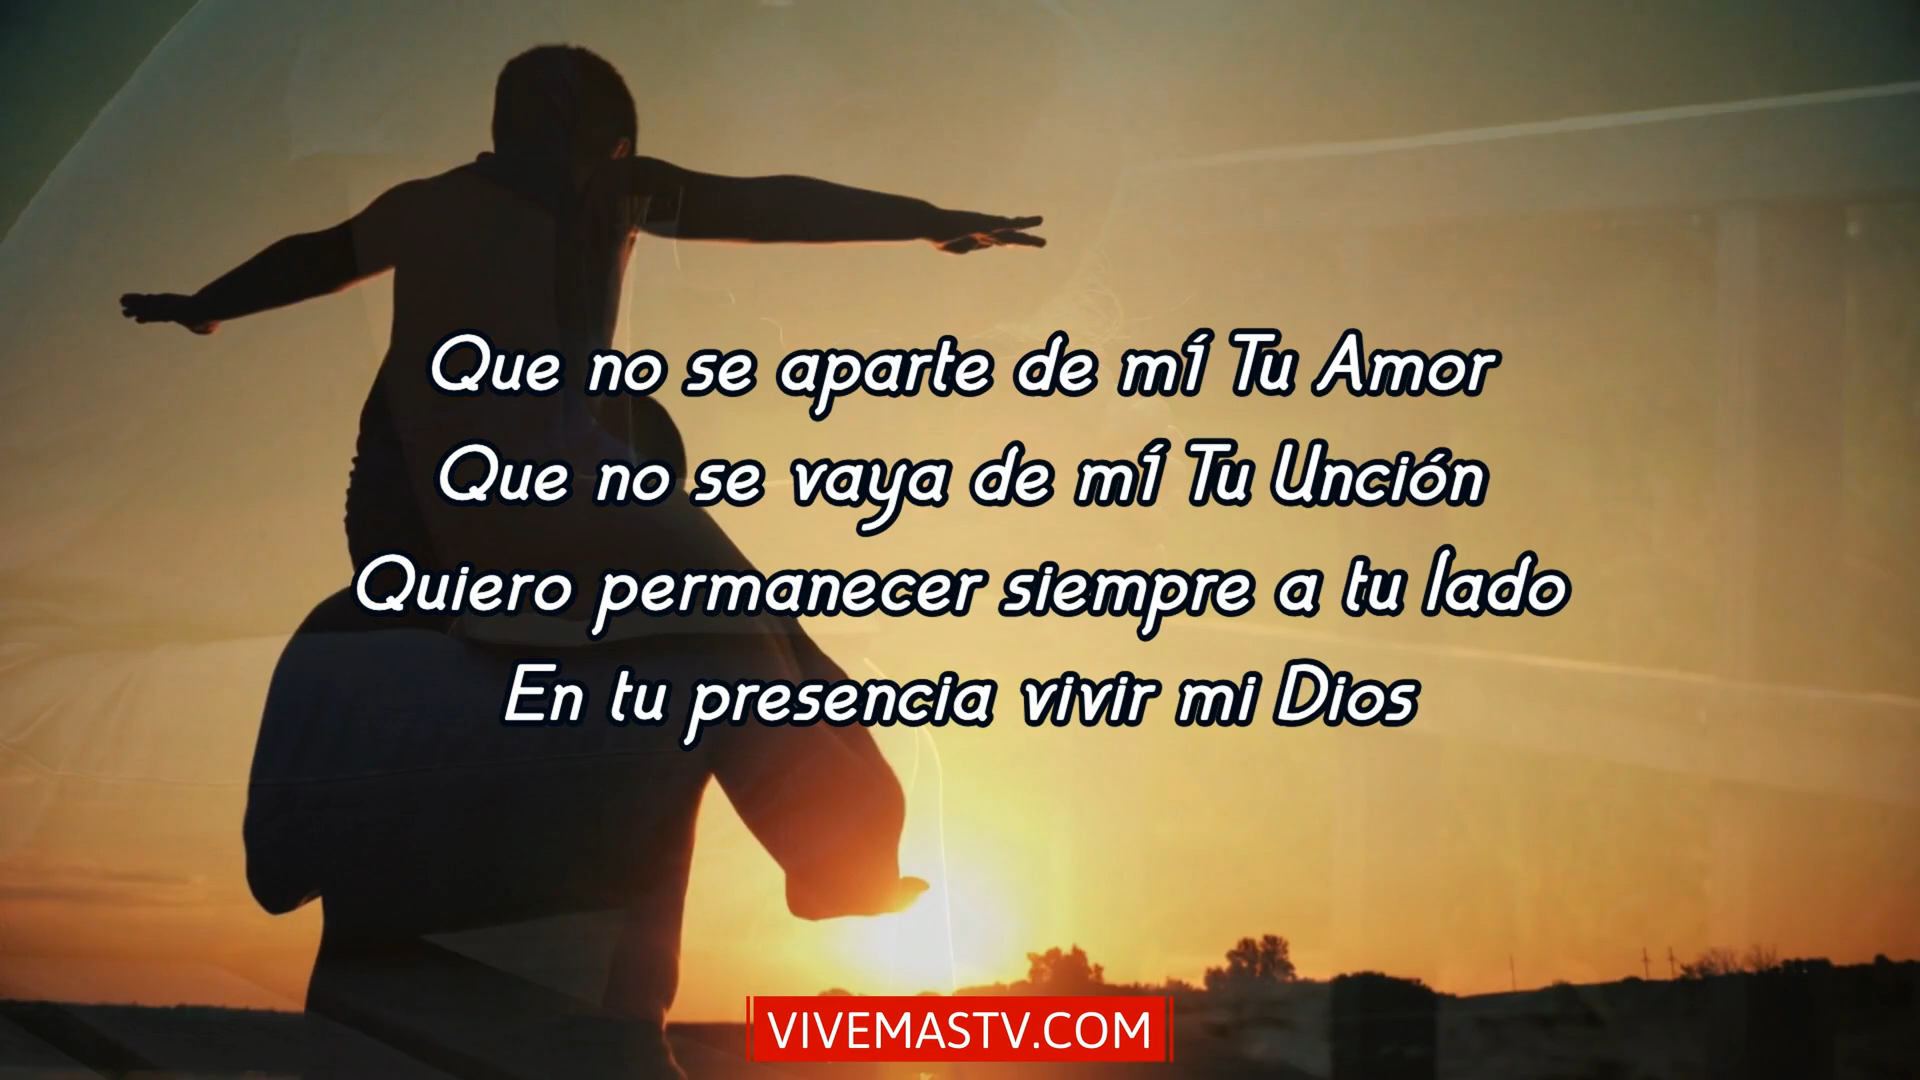 Que no se aparte de mí Tu Amor
Que no se vaya de mí Tu Unción
Quiero permanecer siempre a tu lado
En tu presencia vivir mi Dios
VIVEMASTV.COM